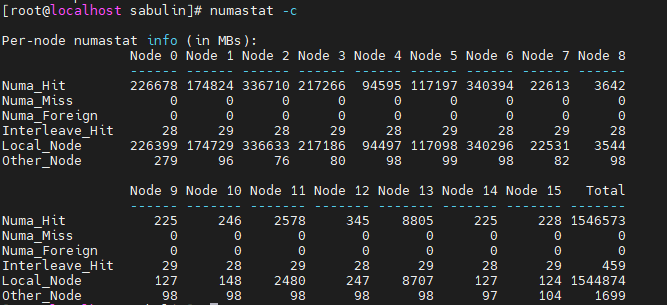 [root@localhost sabulin]# numastat -c
Per-node numastat info (in MBs):
                Node 0 Node 1 Node 2 Node 3 Node 4 Node 5 Node 6 Node 7 Node 8
                ------ ------ ------ ------ ------ ------ ------ ------ ------
Numa_Hit        226678 174824 336710 217266  94595 117197 340394  22613   3642
Numa_Miss            0      0      0      0      0      0      0      0      0
Numa_Foreign         0      0      0      0      0      0      0      0      0
Interleave_Hit      28     29     28     29     28     29     28     29     28
Local_Node      226399 174729 336633 217186  94497 117098 340296  22531   3544
Other_Node         279     96     76     80     98     99     98     82     98
                Node 9 Node 10 Node 11 Node 12 Node 13 Node 14 Node 15   Total
                ------ ------- ------- ------- ------- ------- ------- -------
Numa_Hit           225     246    2578     345    8805     225     228 1546573
Numa_Miss            0       0       0       0       0       0       0       0
Numa_Foreign         0       0       0       0       0       0       0       0
Interleave_Hit      29      28      29      28      29      28      29     459
Local_Node         127     148    2480     247    8707     127     124 1544874
Other_Node          98      98      98      98      98      97     104    1699